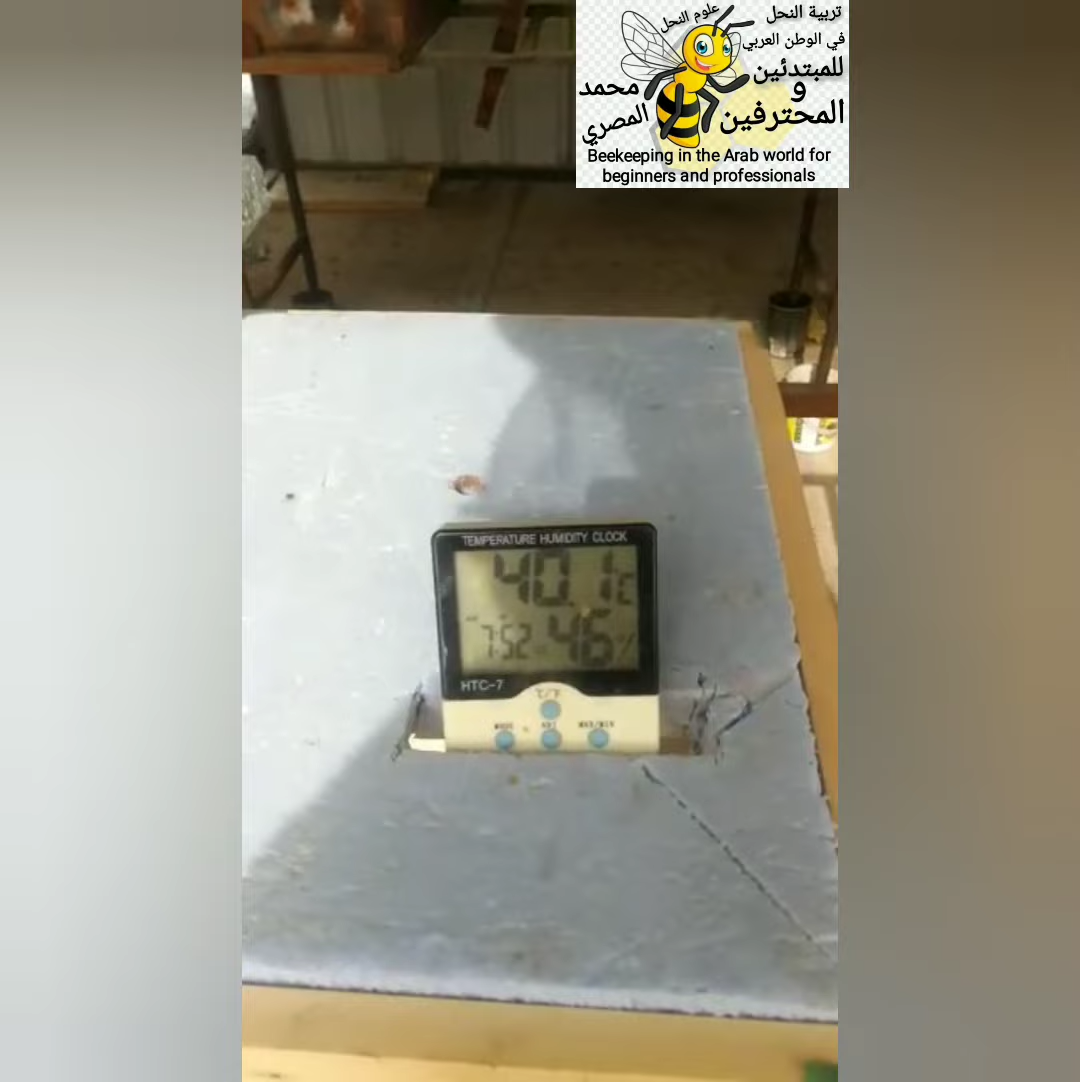 علوم النحل
تربية النحل
في الوطن العربي
للمبتدئين
و
المحترفين
محمد
المصري
Beekeeping in the Arab world for
beginners and professionals
TEMPERATURE HUMIDITY CLOCK
40.1°C
7:52 46%
HTC-7
°C/°F